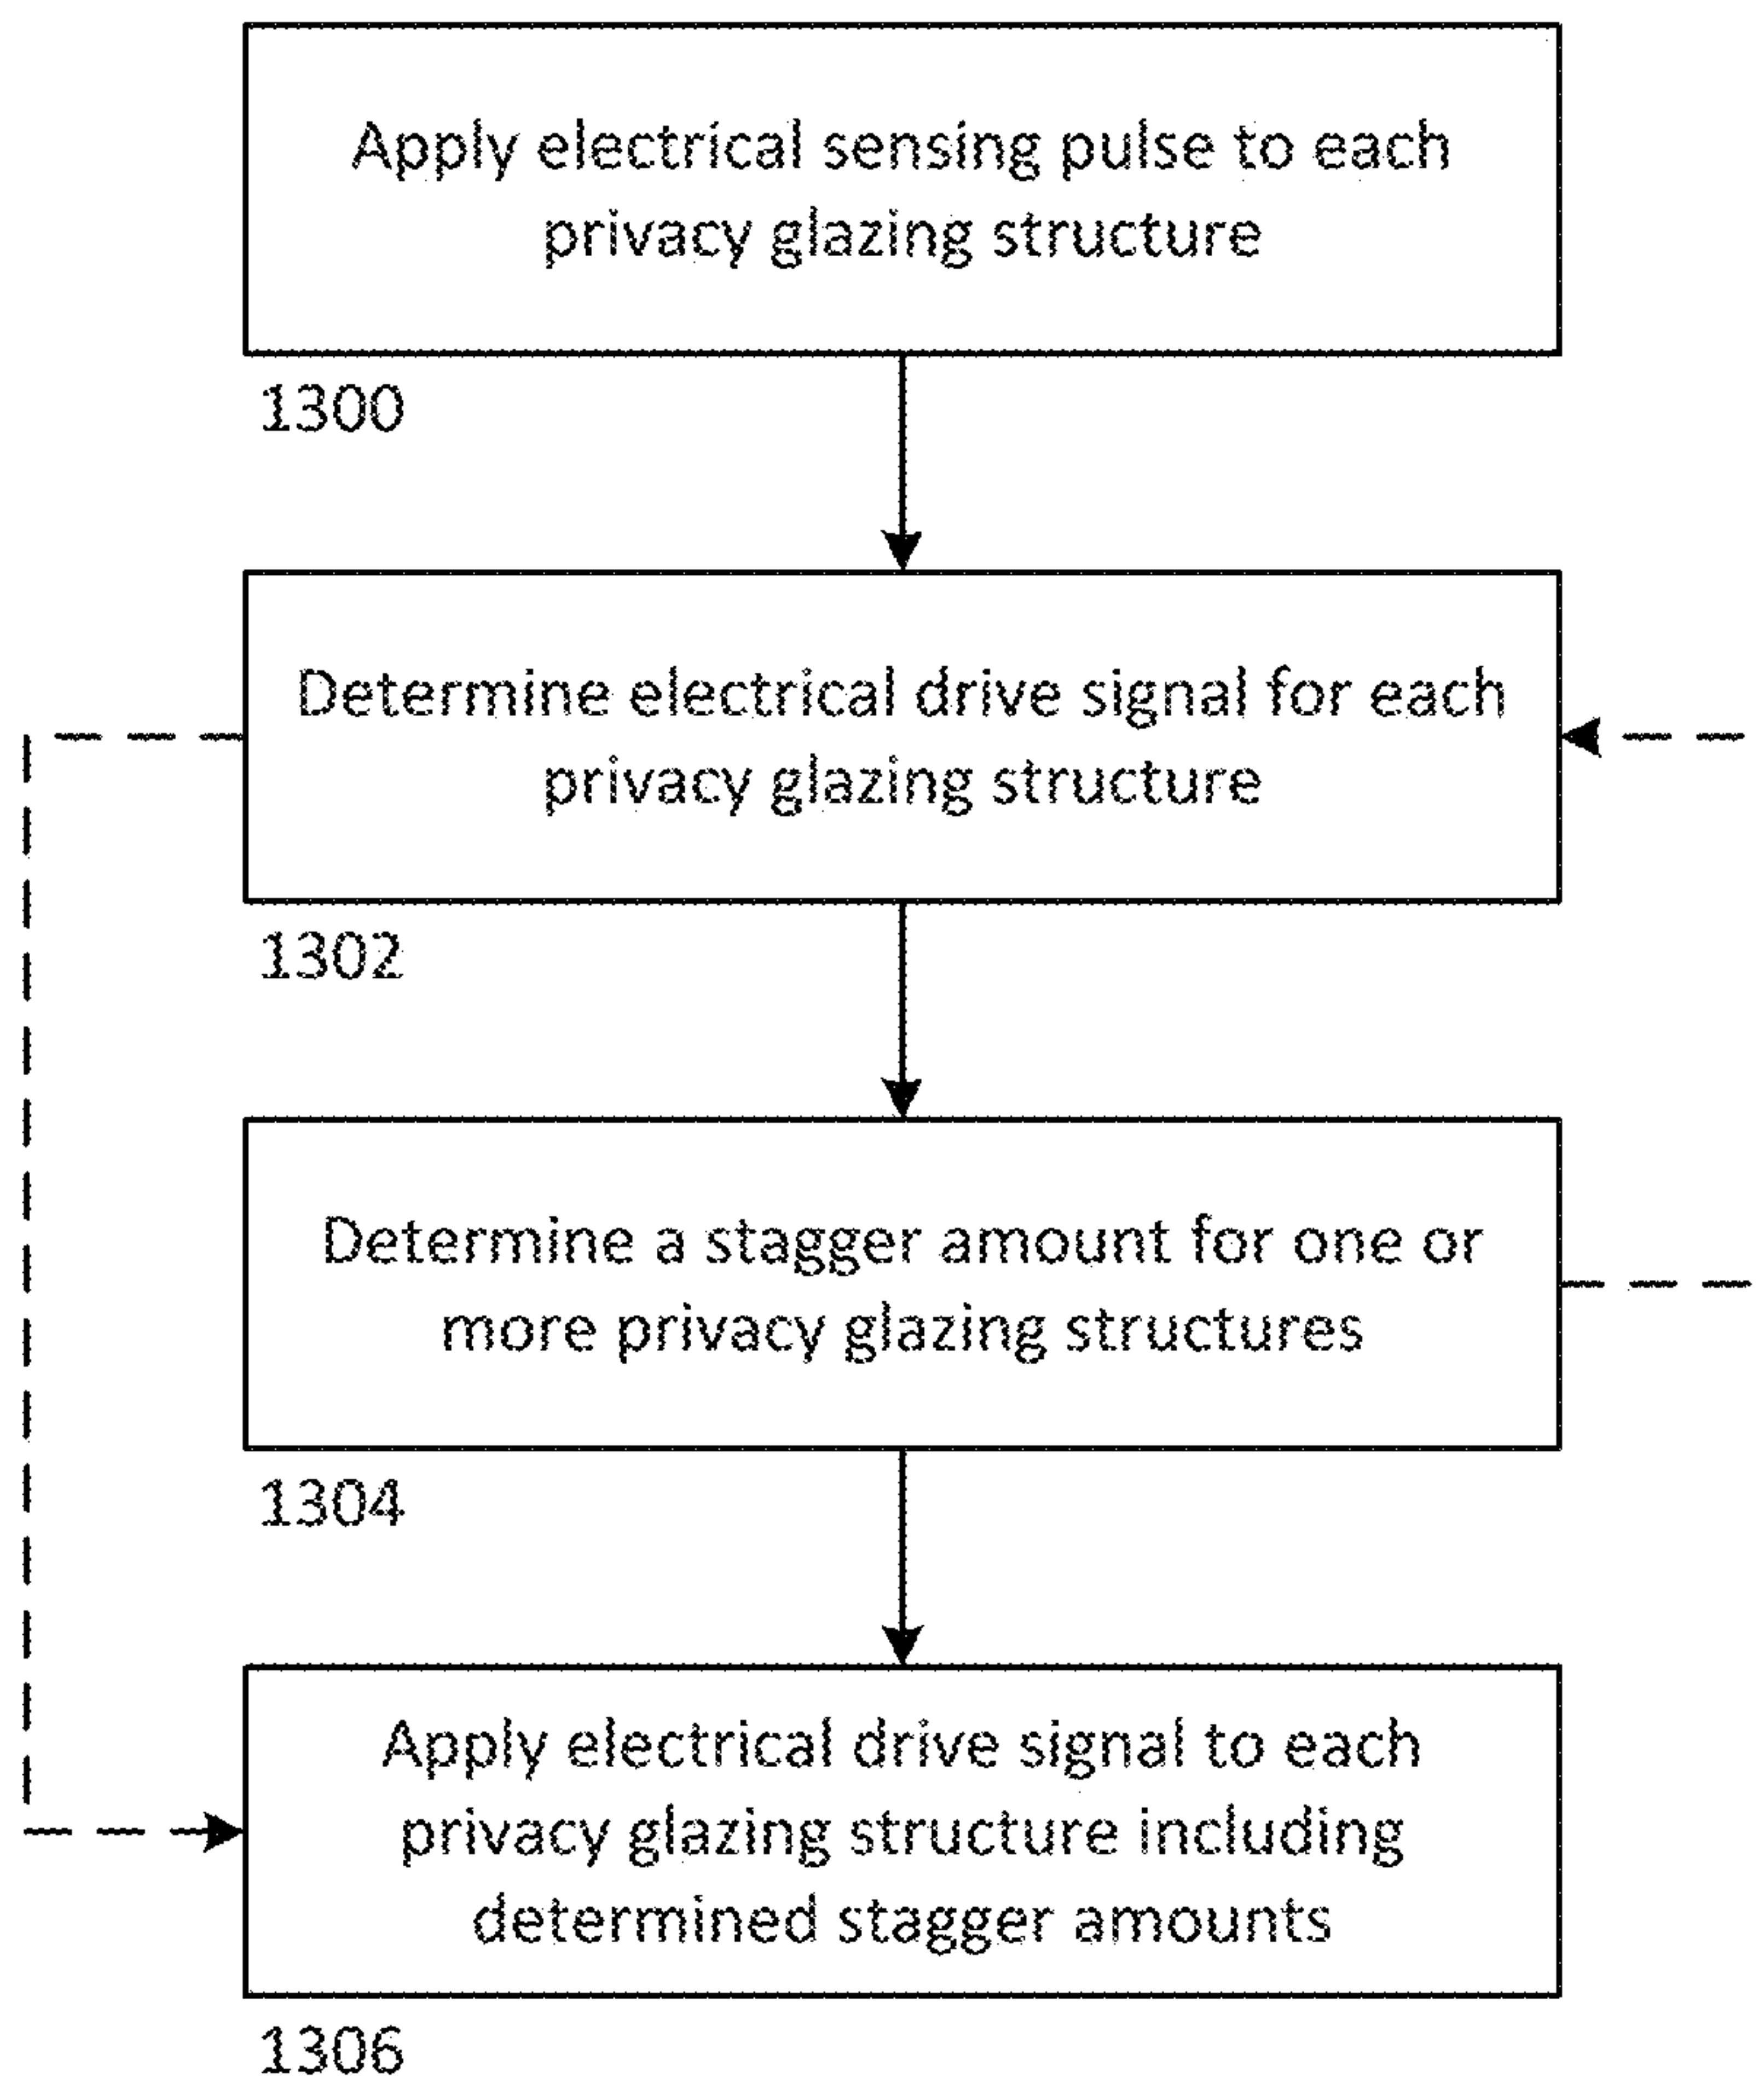 Apply electrical sensing pulse to each
privacy glazing structure
1300
Determine electrical drive signal for each
privacy glazing structure
1302
Determine a stagger amount for one or
more privacy glazing structures
1304
Apply electrical drive signal to each
privacy glazing structure including
determined stagger amounts
1306